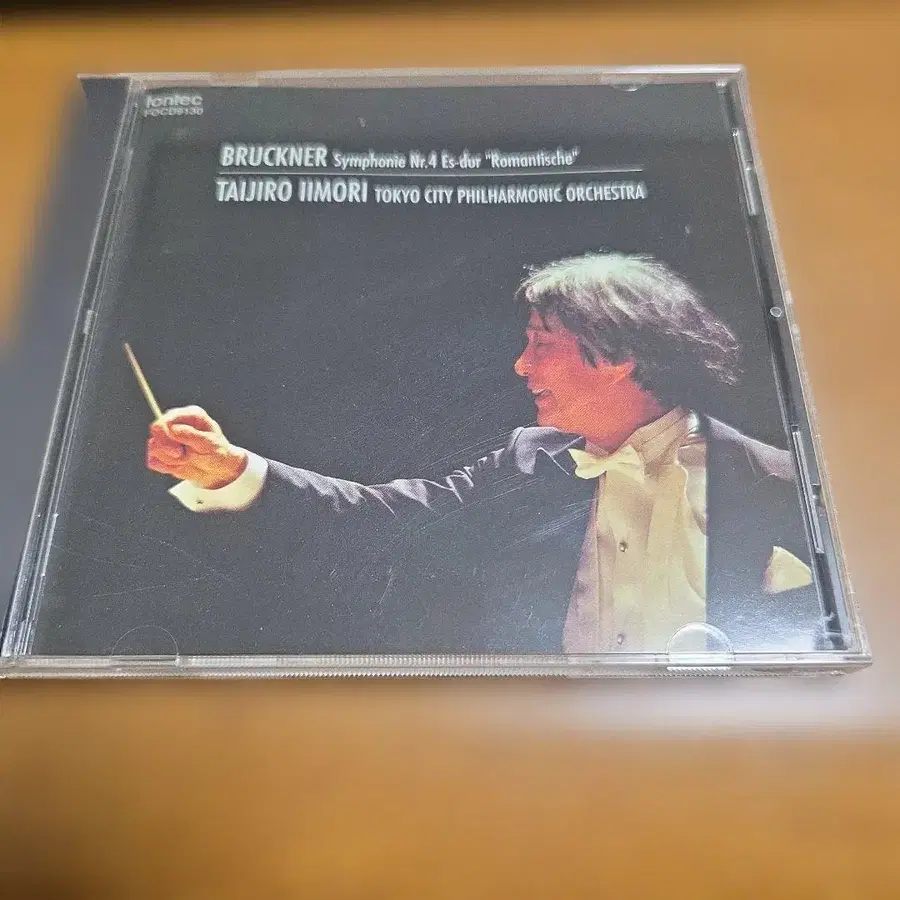 fontec
FOCD9130
BRUCKNER Symphonie Nr.4 Es-dur "Romantische"
TAIJIRO IIMORI TOKYO CITY PHILHARMONIC ORCHESTRA